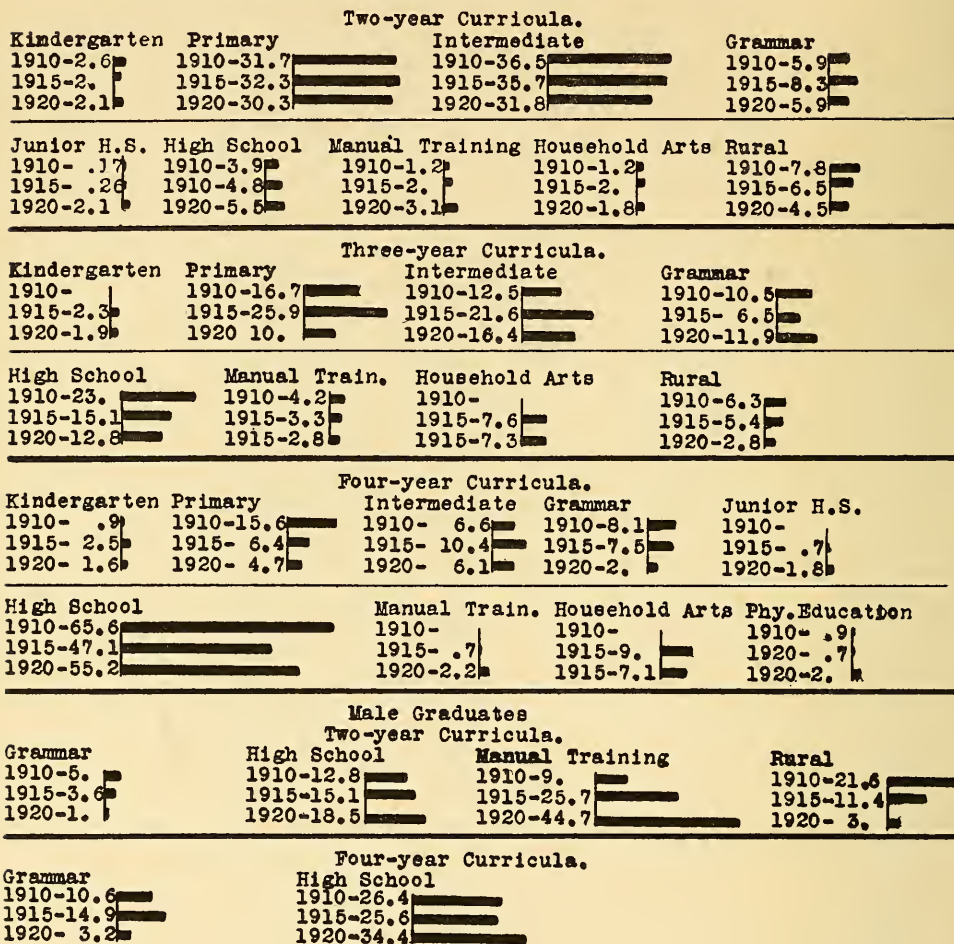 Two-year Curricula.
Kindergarten Primary Intermediate Grammar
1910-2.6 1910-31.7 1910-36.5 1910-5.9
1915-2. 1915-32.3 1915-35.7 1915-8.3
1920-2.1 1920-30.3 1920-31.8 1920-5.9
Junior H.S. High School Manual Training Household Arts Rural
1910- .17 1910-3.9 1910-1.2 1910-1.2 1910-7.8
1915- .26 1910-4.8 1915-2. 1915-2. 1915-6.5
1920-2.1 1920-5.5 1920-3.1 1920-1.8 1920-4.5
Three-year Curricula.
Kindergarten Primary Intermediate Grammar
1910- 1910-16.7 1910-12.5 1910-10.5
1915-2.3 1915-25.9 1915-21.6 1915- 6.5
1920-1.9 1920 10. 1920-16.4 1920-11.9
High School Manual Train. Household Arts Rural
1910-23. 1910-4.2 1910- 1910-6.3
1915-15.1 1915-3.3 1915-7.6 1915-5.4
1920-12.8 1915-2.8 1915-7.3 1920-2.8
Four-year Curricula.
Kindergarten Primary Intermediate Grammar Junior H.S.
1910- .9 1910-15.6 1910- 6.6 1910-8.1 1910-
1915- 2.5 1915- 6.4 1915- 10.4 1915-7.5 1915- .7
1920- 1.6 1920- 4.7 1920- 6.1 1920-2. 1920-1.8
High School Manual Train. Household Arts Phy.Education
1910-65.6 1910- 1910- 1910- .9
1915-47.1 1915- .7 1915-9. 1920- .7
1920-55.2 1920-2.2 1915-7.1 1920-2.
Male Graduates
Two-year Curricula.
Grammar High School Manual Training Rural
1910-5. 1910-12.8 1910-9. 1910-21.6
1915-3.6 1915-15.1 1915-25.7 1915-11.4
1920-1. 1920-18.5 1920-44.7 1920- 3.
Four-year Curricula.
Grammar High School
1910-10.6 1910-26.4
1915-14.9 1915-25.6
1920- 3.2 1920-34.4